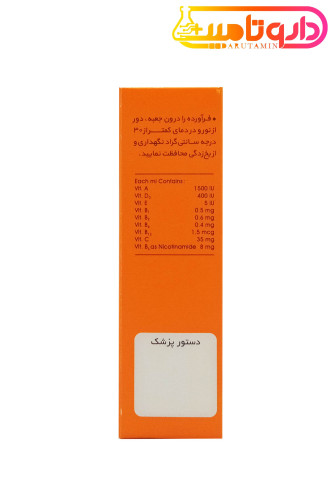 داروتامین
DARUTAMIN
• فرآورده را درون جعبه، دور
از نور و در دمای کمتر از ۳۰
درجه سانتی‌گراد نگهداری و
از یخ‌زدگی محافظت نمایید.
Each ml Contains:
Vit. A 1500 IU
Vit. D3 400 IU
Vit. E 5 IU
Vit. B1 0.5 mg
Vit. B2 0.6 mg
Vit. B6 0.4 mg
Vit. B12 1.5 mcg
Vit. C 35 mg
Vit. B3 as Nicotinamide 8 mg
دستور پزشک